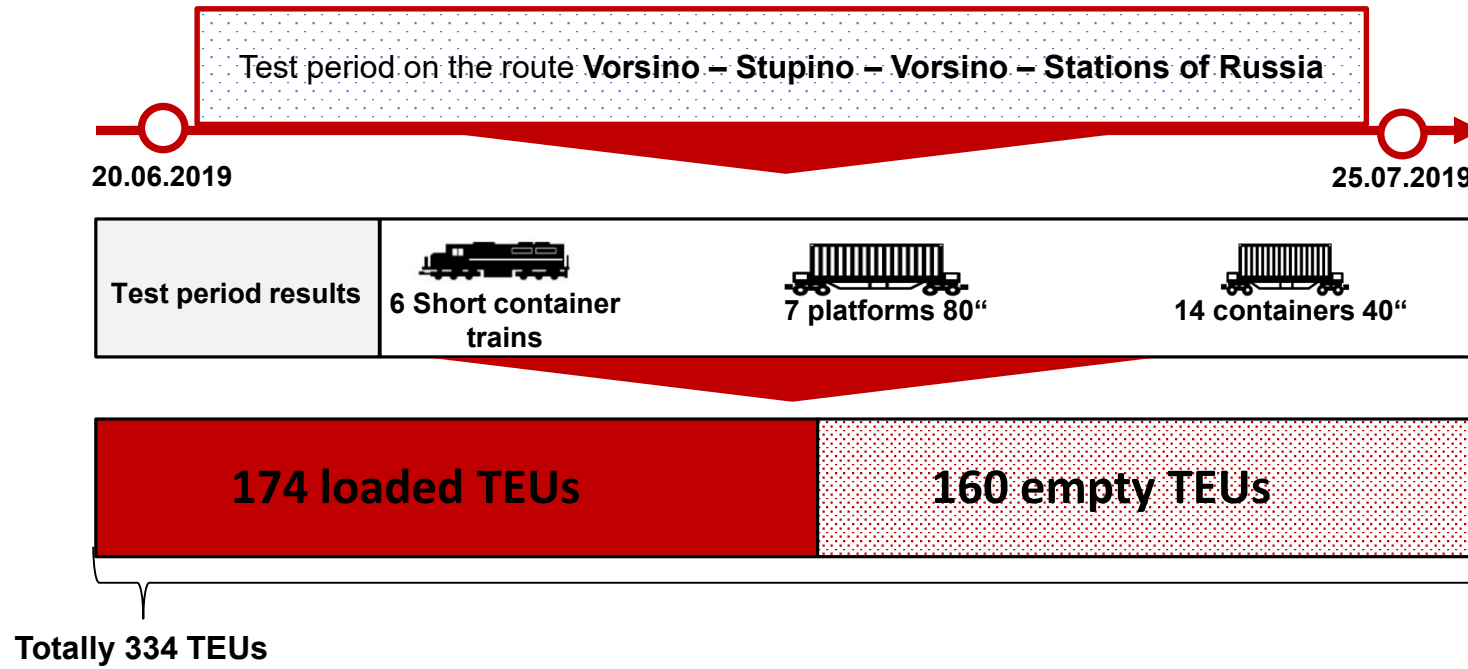 Test period on the route Vorsino – Stupino – Vorsino – Stations of Russia
20.06.2019
25.07.2019
Test period results
6 Short container
trains
7 platforms 80“
14 containers 40“
174 loaded TEUs
160 empty TEUs
Totally 334 TEUs